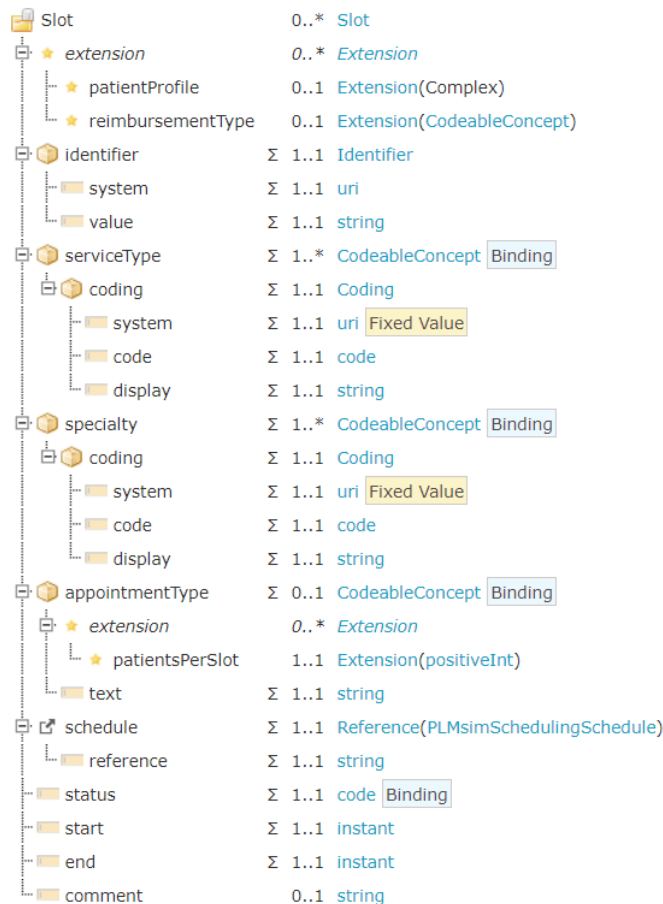 Slot 0..* Slot
extension 0..* Extension
patientProfile 0..1 Extension(Complex)
reimbursementType 0..1 Extension(CodeableConcept)
identifier Σ 1..1 Identifier
system Σ 1..1 uri
value Σ 1..1 string
serviceType Σ 1..* CodeableConcept Binding
coding Σ 1..1 Coding
system Σ 1..1 uri Fixed Value
code Σ 1..1 code
display Σ 1..1 string
specialty Σ 1..* CodeableConcept Binding
coding Σ 1..1 Coding
system Σ 1..1 uri Fixed Value
code Σ 1..1 code
display Σ 1..1 string
appointmentType Σ 0..1 CodeableConcept Binding
extension 0..* Extension
patientsPerSlot 1..1 Extension(positiveInt)
text Σ 1..1 string
schedule Σ 1..1 Reference(PLMsimSchedulingSchedule)
reference Σ 1..1 string
status Σ 1..1 code Binding
start Σ 1..1 instant
end Σ 1..1 instant
comment 0..1 string